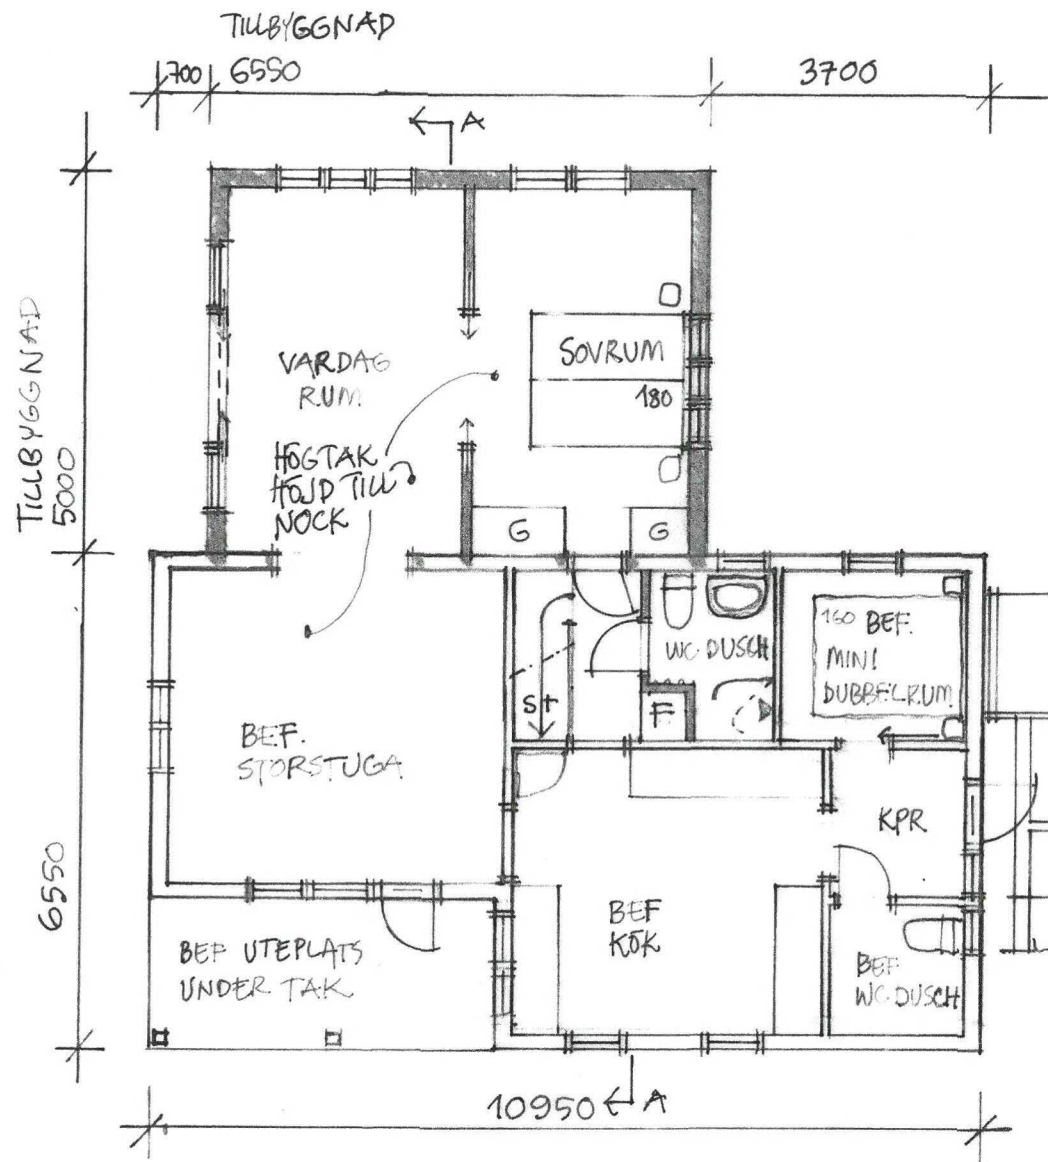 TILLBYGGNAD
700 6550 3700
A
TILLBYGGNAD
5000
VARDAG
RUM
SOVRUM
180
HÖGTAK
HÖJD TILL
NOCK
G G
160 BEF.
MINI
DUBBELRUM
WC DUSCH
ST
F
BEF.
STORSTUGA
KPR
6550
BEF
KÖK
BEF UTEPLATS
UNDER TAK
BEF
WC DUSCH
10950 A